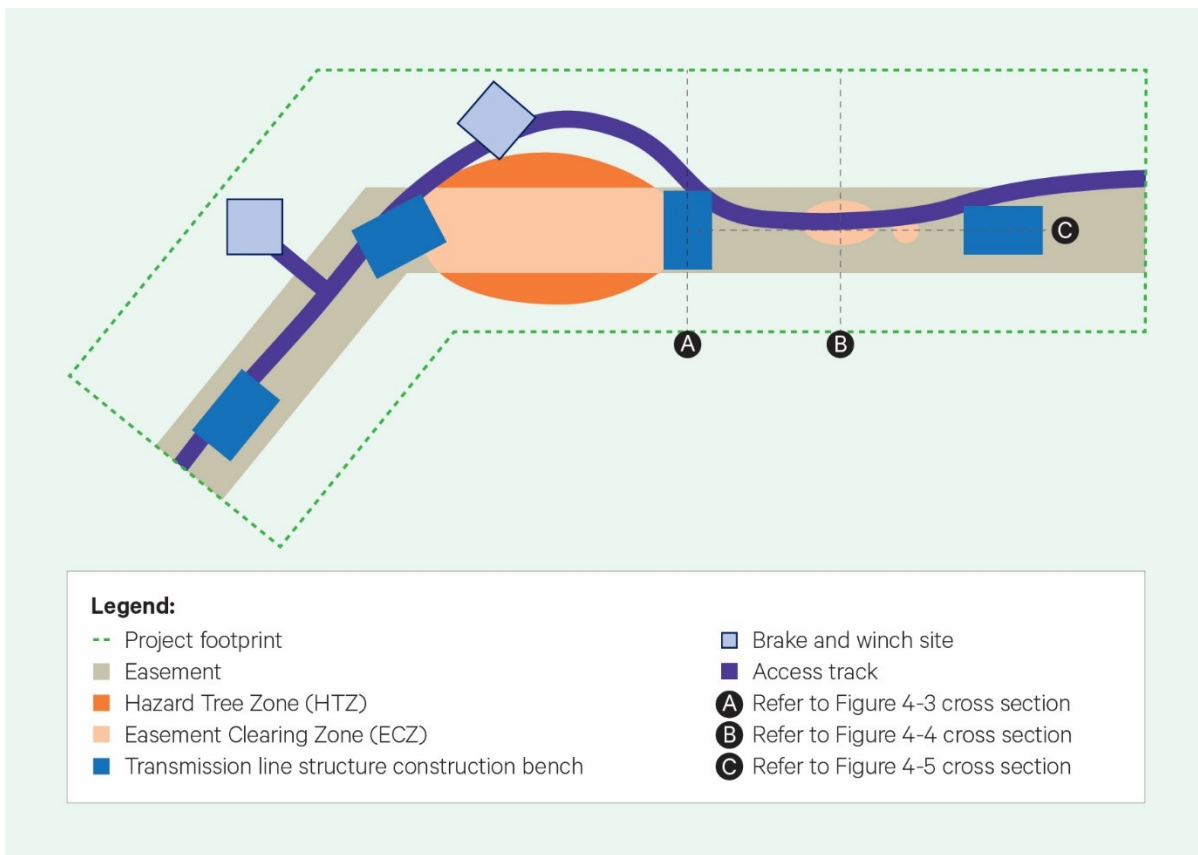 A
B
C
Legend:
Project footprint
Easement
Hazard Tree Zone (HTZ)
Easement Clearing Zone (ECZ)
Transmission line structure construction bench
Brake and winch site
Access track
A Refer to Figure 4-3 cross section
B Refer to Figure 4-4 cross section
C Refer to Figure 4-5 cross section